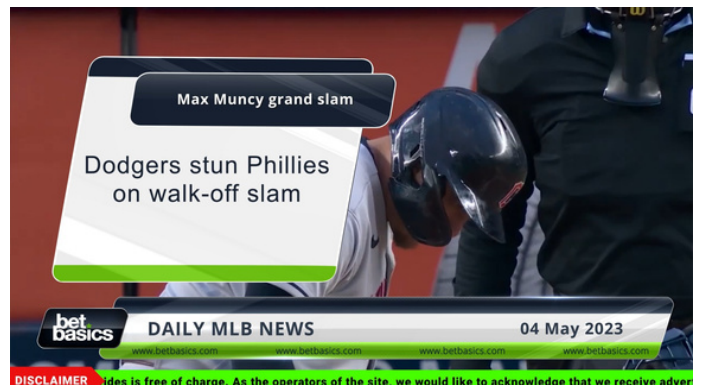 Max Muncy grand slam
Dodgers stun Phillies
on walk-off slam
bet.
basics
DAILY MLB NEWS
04 May 2023
www.betbasics.com www.betbasics.com www.betbasics.com www.betbasics.com
DISCLAIMER ides is free of charge. As the operators of the site, we would like to acknowledge that we receive adver